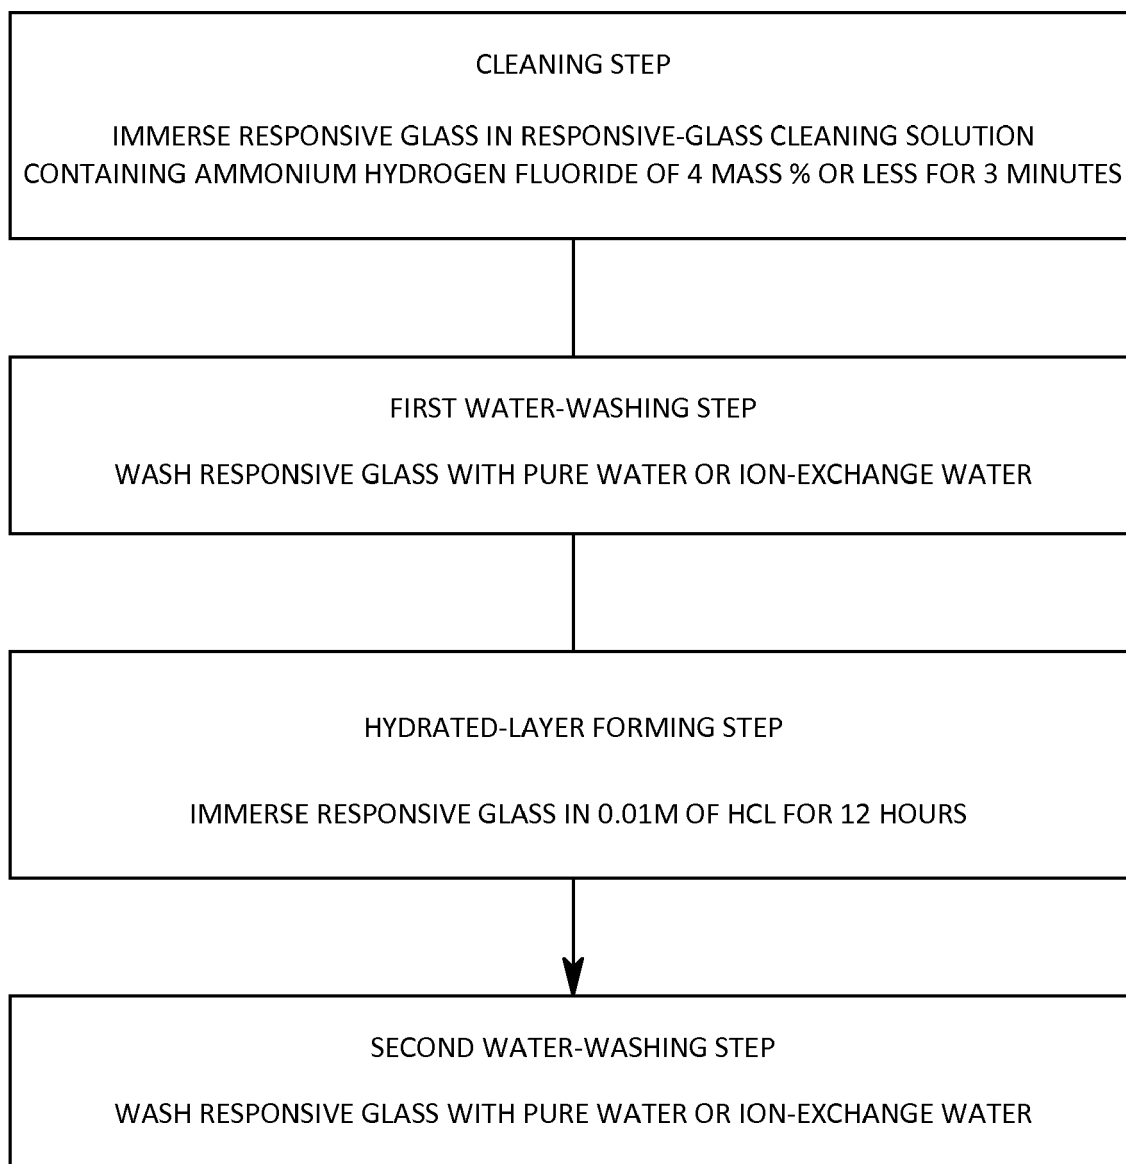 CLEANING STEP
IMMERSE RESPONSIVE GLASS IN RESPONSIVE-GLASS CLEANING SOLUTION
CONTAINING AMMONIUM HYDROGEN FLUORIDE OF 4 MASS % OR LESS FOR 3 MINUTES
FIRST WATER-WASHING STEP
WASH RESPONSIVE GLASS WITH PURE WATER OR ION-EXCHANGE WATER
HYDRATED-LAYER FORMING STEP
IMMERSE RESPONSIVE GLASS IN 0.01M OF HCL FOR 12 HOURS
SECOND WATER-WASHING STEP
WASH RESPONSIVE GLASS WITH PURE WATER OR ION-EXCHANGE WATER